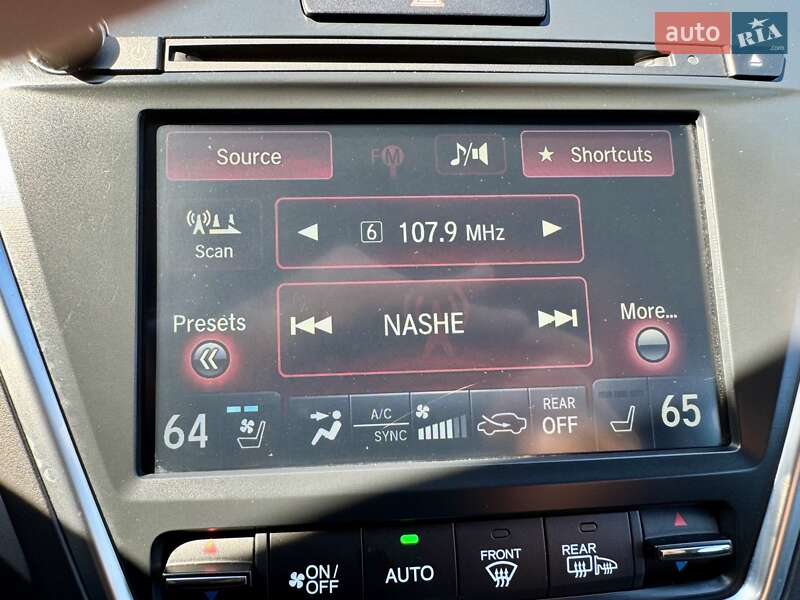 auto RIA.com
Source
FM
Shortcuts
Scan
6 107.9 MHz
Presets
NASHE
More...
64
A/C
SYNC
REAR
OFF
65
ON/
OFF
AUTO
FRONT
REAR